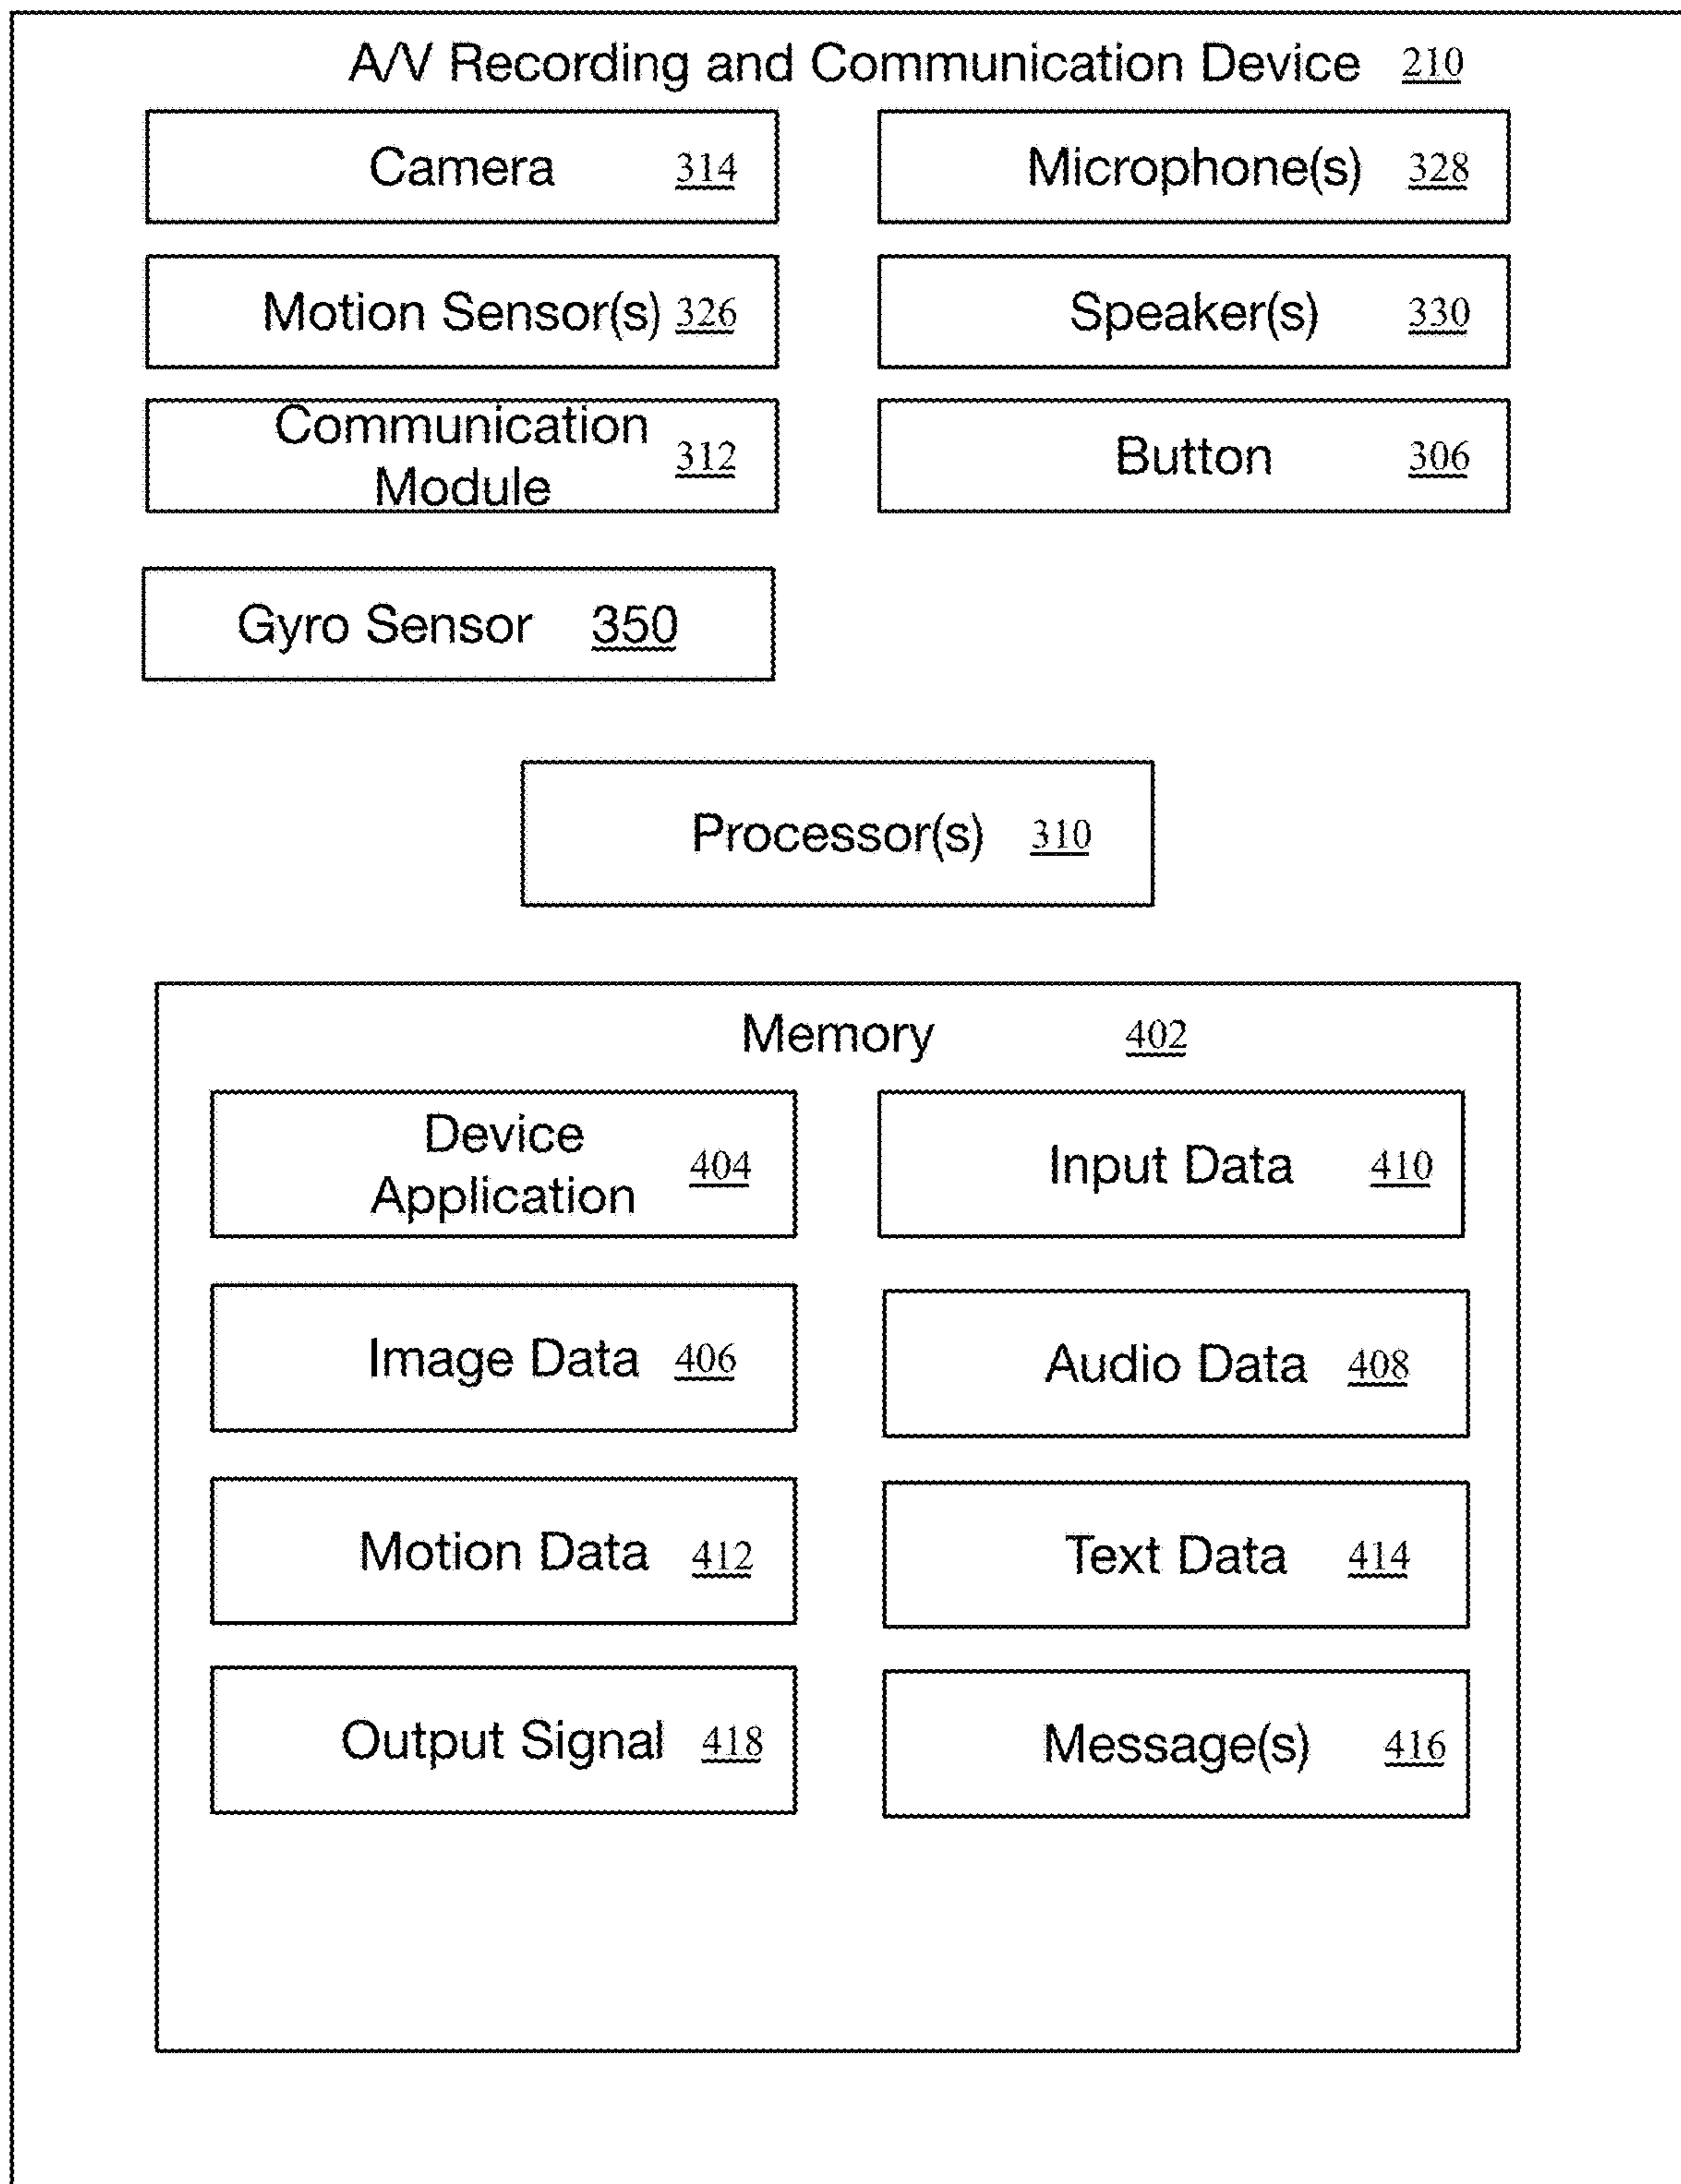 A/V Recording and Communication Device 210
Camera 314
Microphone(s) 328
Motion Sensor(s) 326
Speaker(s) 330
Communication
Module 312
Button 306
Gyro Sensor 350
Processor(s) 310
Memory 402
Device
Application 404
Input Data 410
Image Data 406
Audio Data 408
Motion Data 412
Text Data 414
Output Signal 418
Message(s) 416